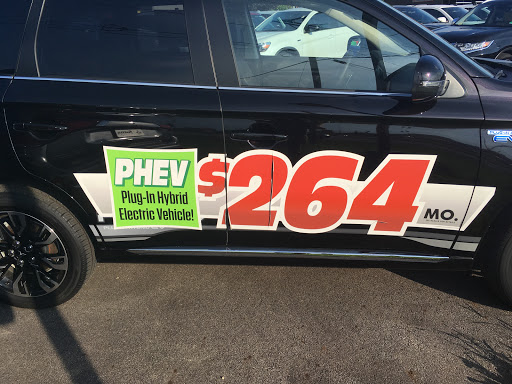 PHEV
Plug-In Hybrid
Electric Vehicle!
$264
MO.